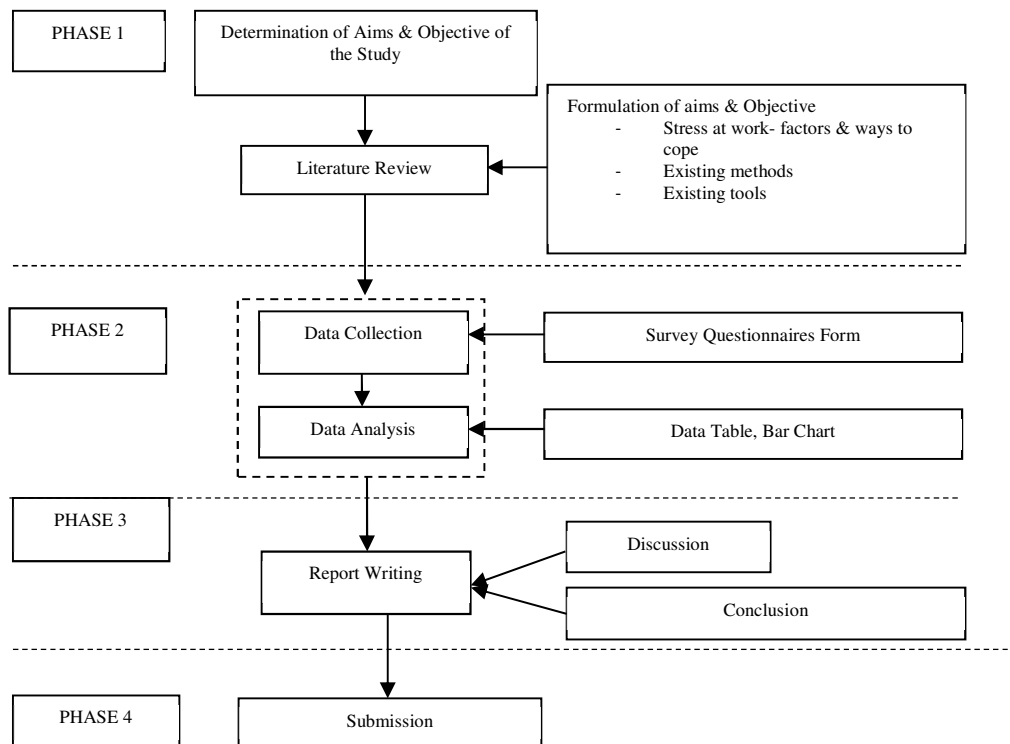 PHASE 1
Determination of Aims & Objective of
the Study
Formulation of aims & Objective
- Stress at work- factors & ways to
cope
- Existing methods
- Existing tools
Literature Review
PHASE 2
Data Collection
Survey Questionnaires Form
Data Analysis
Data Table, Bar Chart
PHASE 3
Discussion
Report Writing
Conclusion
PHASE 4
Submission